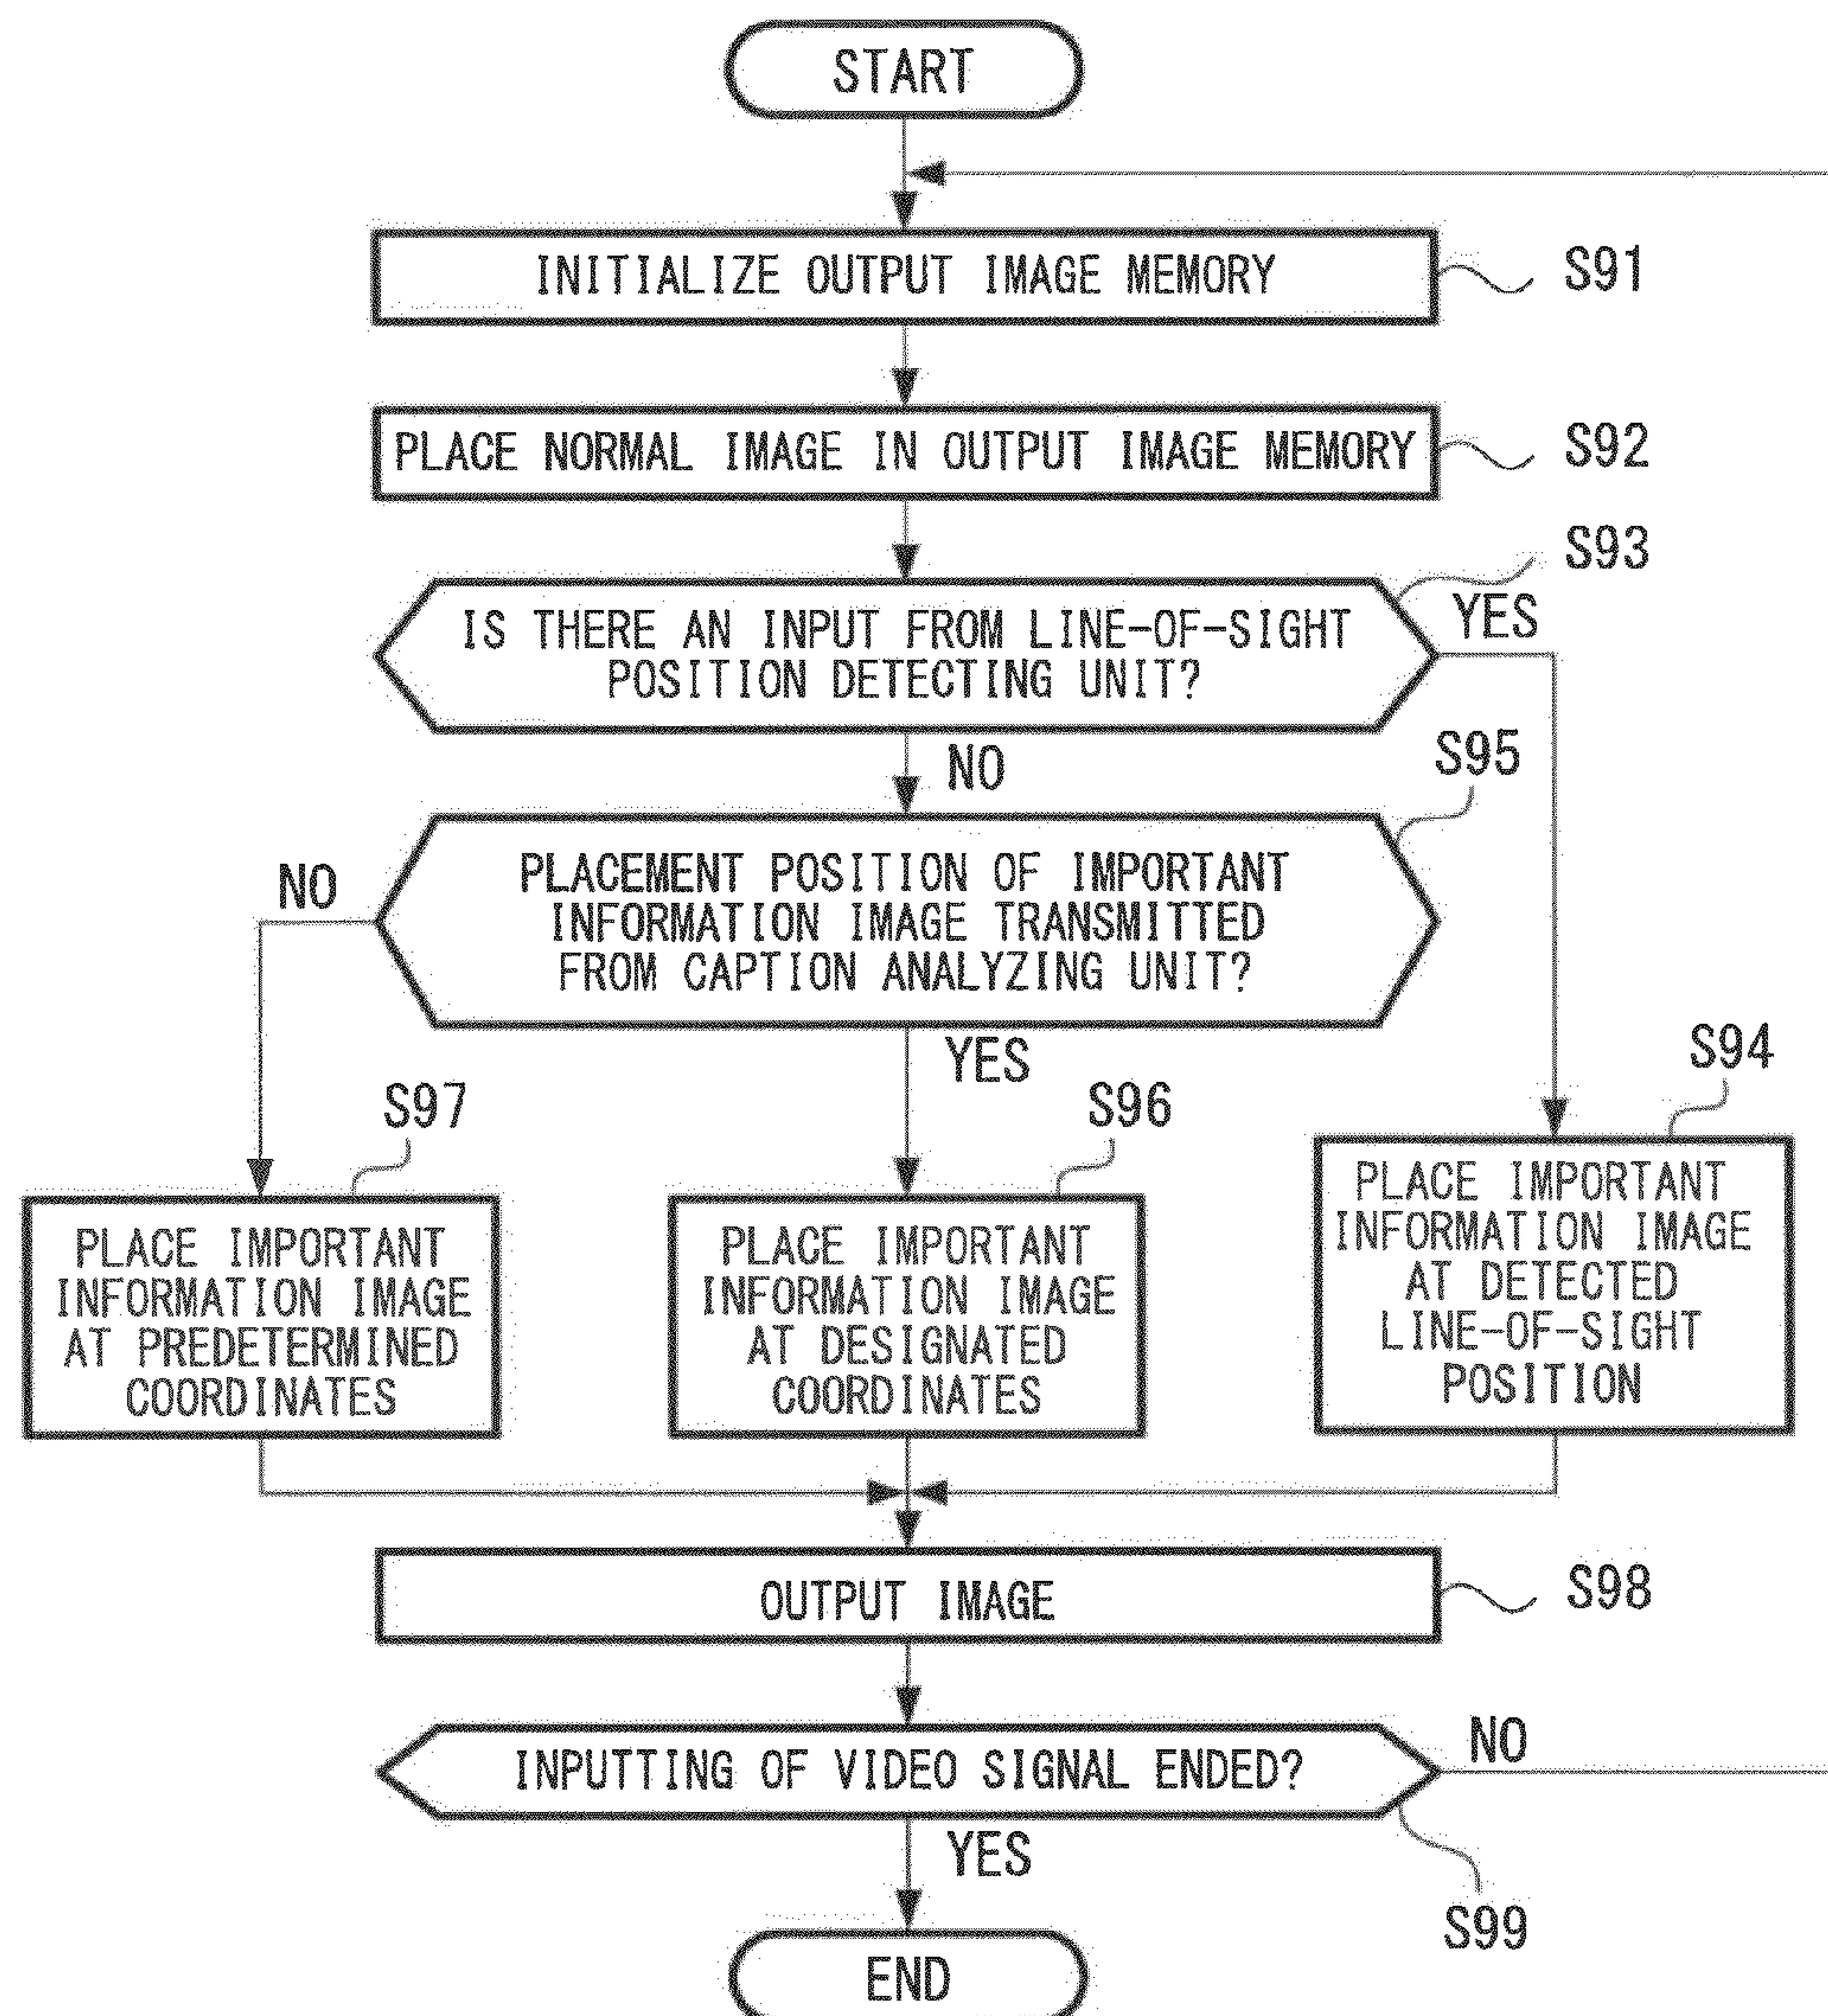 START
INITIALIZE OUTPUT IMAGE MEMORY
S91
PLACE NORMAL IMAGE IN OUTPUT IMAGE MEMORY
S92
S93
IS THERE AN INPUT FROM LINE-OF-SIGHT
POSITION DETECTING UNIT?
YES
NO
S95
PLACEMENT POSITION OF IMPORTANT
INFORMATION IMAGE TRANSMITTED
FROM CAPTION ANALYZING UNIT?
NO
YES
S97
PLACE IMPORTANT
INFORMATION IMAGE
AT PREDETERMINED
COORDINATES
S96
PLACE IMPORTANT
INFORMATION IMAGE
AT DESIGNATED
COORDINATES
S94
PLACE IMPORTANT
INFORMATION IMAGE
AT DETECTED
LINE-OF-SIGHT
POSITION
OUTPUT IMAGE
S98
INPUTTING OF VIDEO SIGNAL ENDED?
NO
YES
S99
END